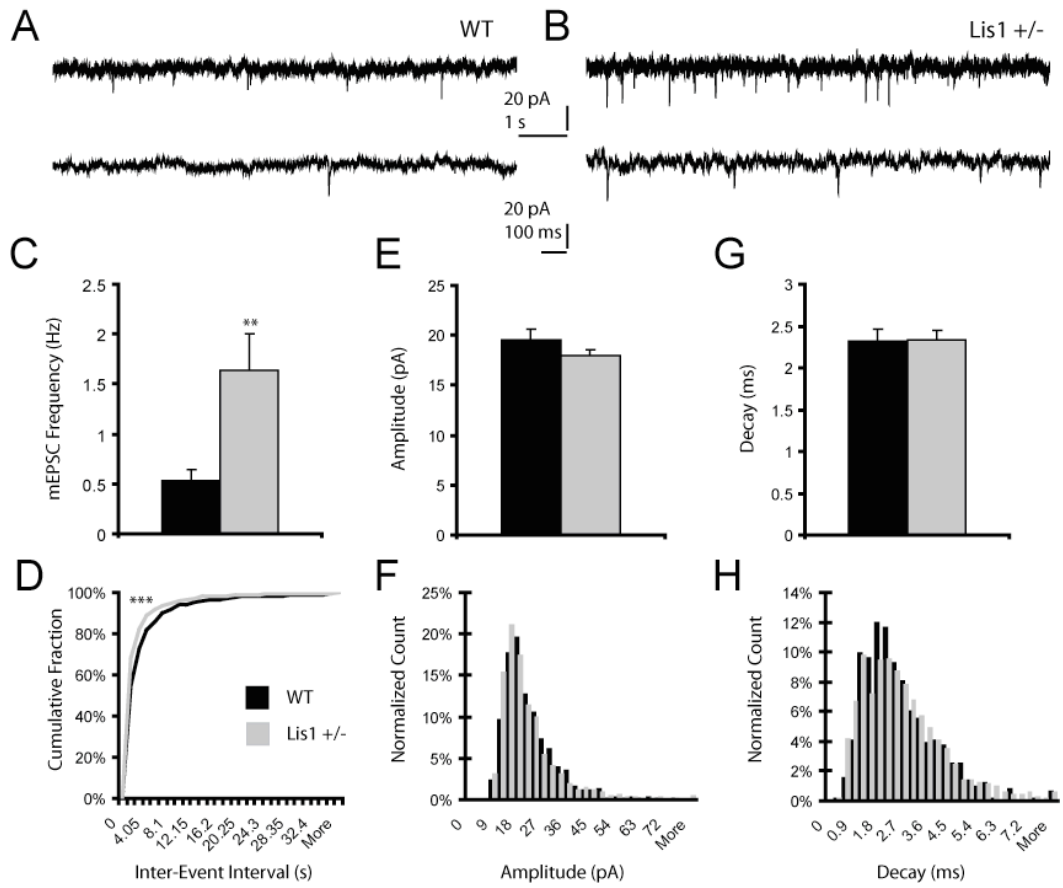 A
WT
B
Lis1 +/-
20 pA
1 s
20 pA
100 ms
C
mEPSC Frequency (Hz)
2.5
2
1.5
1
0.5
0
**
E
Amplitude (pA)
25
20
15
10
5
0
G
Decay (ms)
3
2.5
2
1.5
1
0.5
0
D
Cumulative Fraction
100%
80%
60%
40%
20%
0%
***
WT
Lis1 +/-
0
4.05
8.1
12.15
16.2
20.25
24.3
28.35
32.4
More
Inter-Event Interval (s)
F
Normalized Count
25%
20%
15%
10%
5%
0%
0
9
18
27
36
45
54
63
72
More
Amplitude (pA)
H
Normalized Count
14%
12%
10%
8%
6%
4%
2%
0%
0
0.9
1.8
2.7
3.6
4.5
5.4
6.3
7.2
More
Decay (ms)